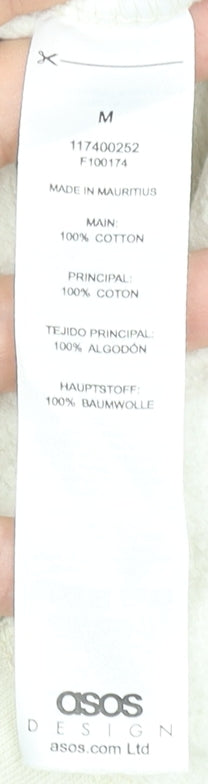 M
117400252
F100174
MADE IN MAURITIUS
MAIN:
100% COTTON
PRINCIPAL:
100% COTON
TEJIDO PRINCIPAL:
100% ALGODÓN
HAUPTSTOFF:
100% BAUMWOLLE
asos
DESIGN
asos.com Ltd